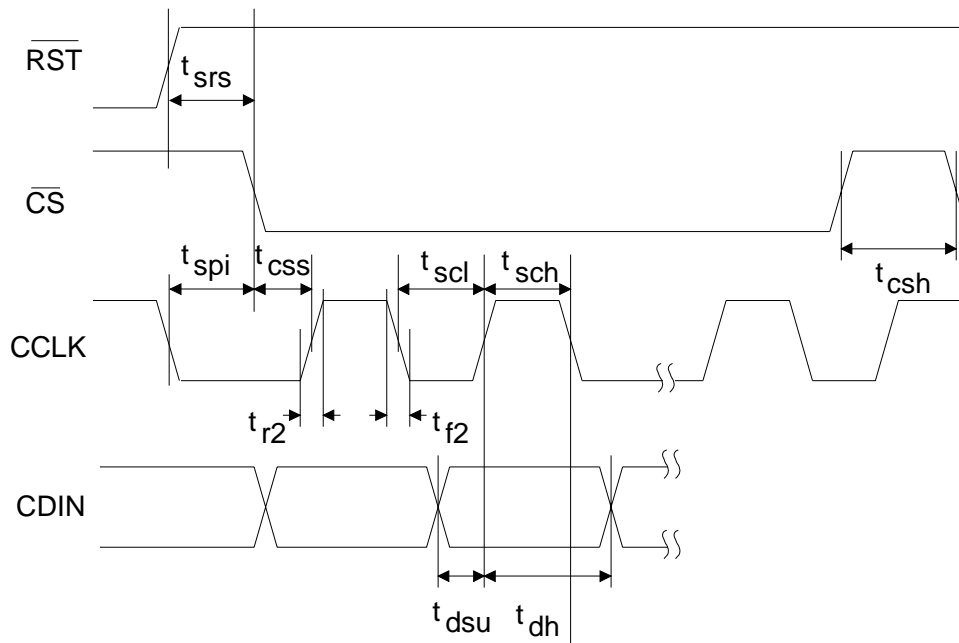 RST
t srs
CS
t spi
t css
t scl
t sch
t csh
CCLK
t r2
t f2
CDIN
t dsu
t dh